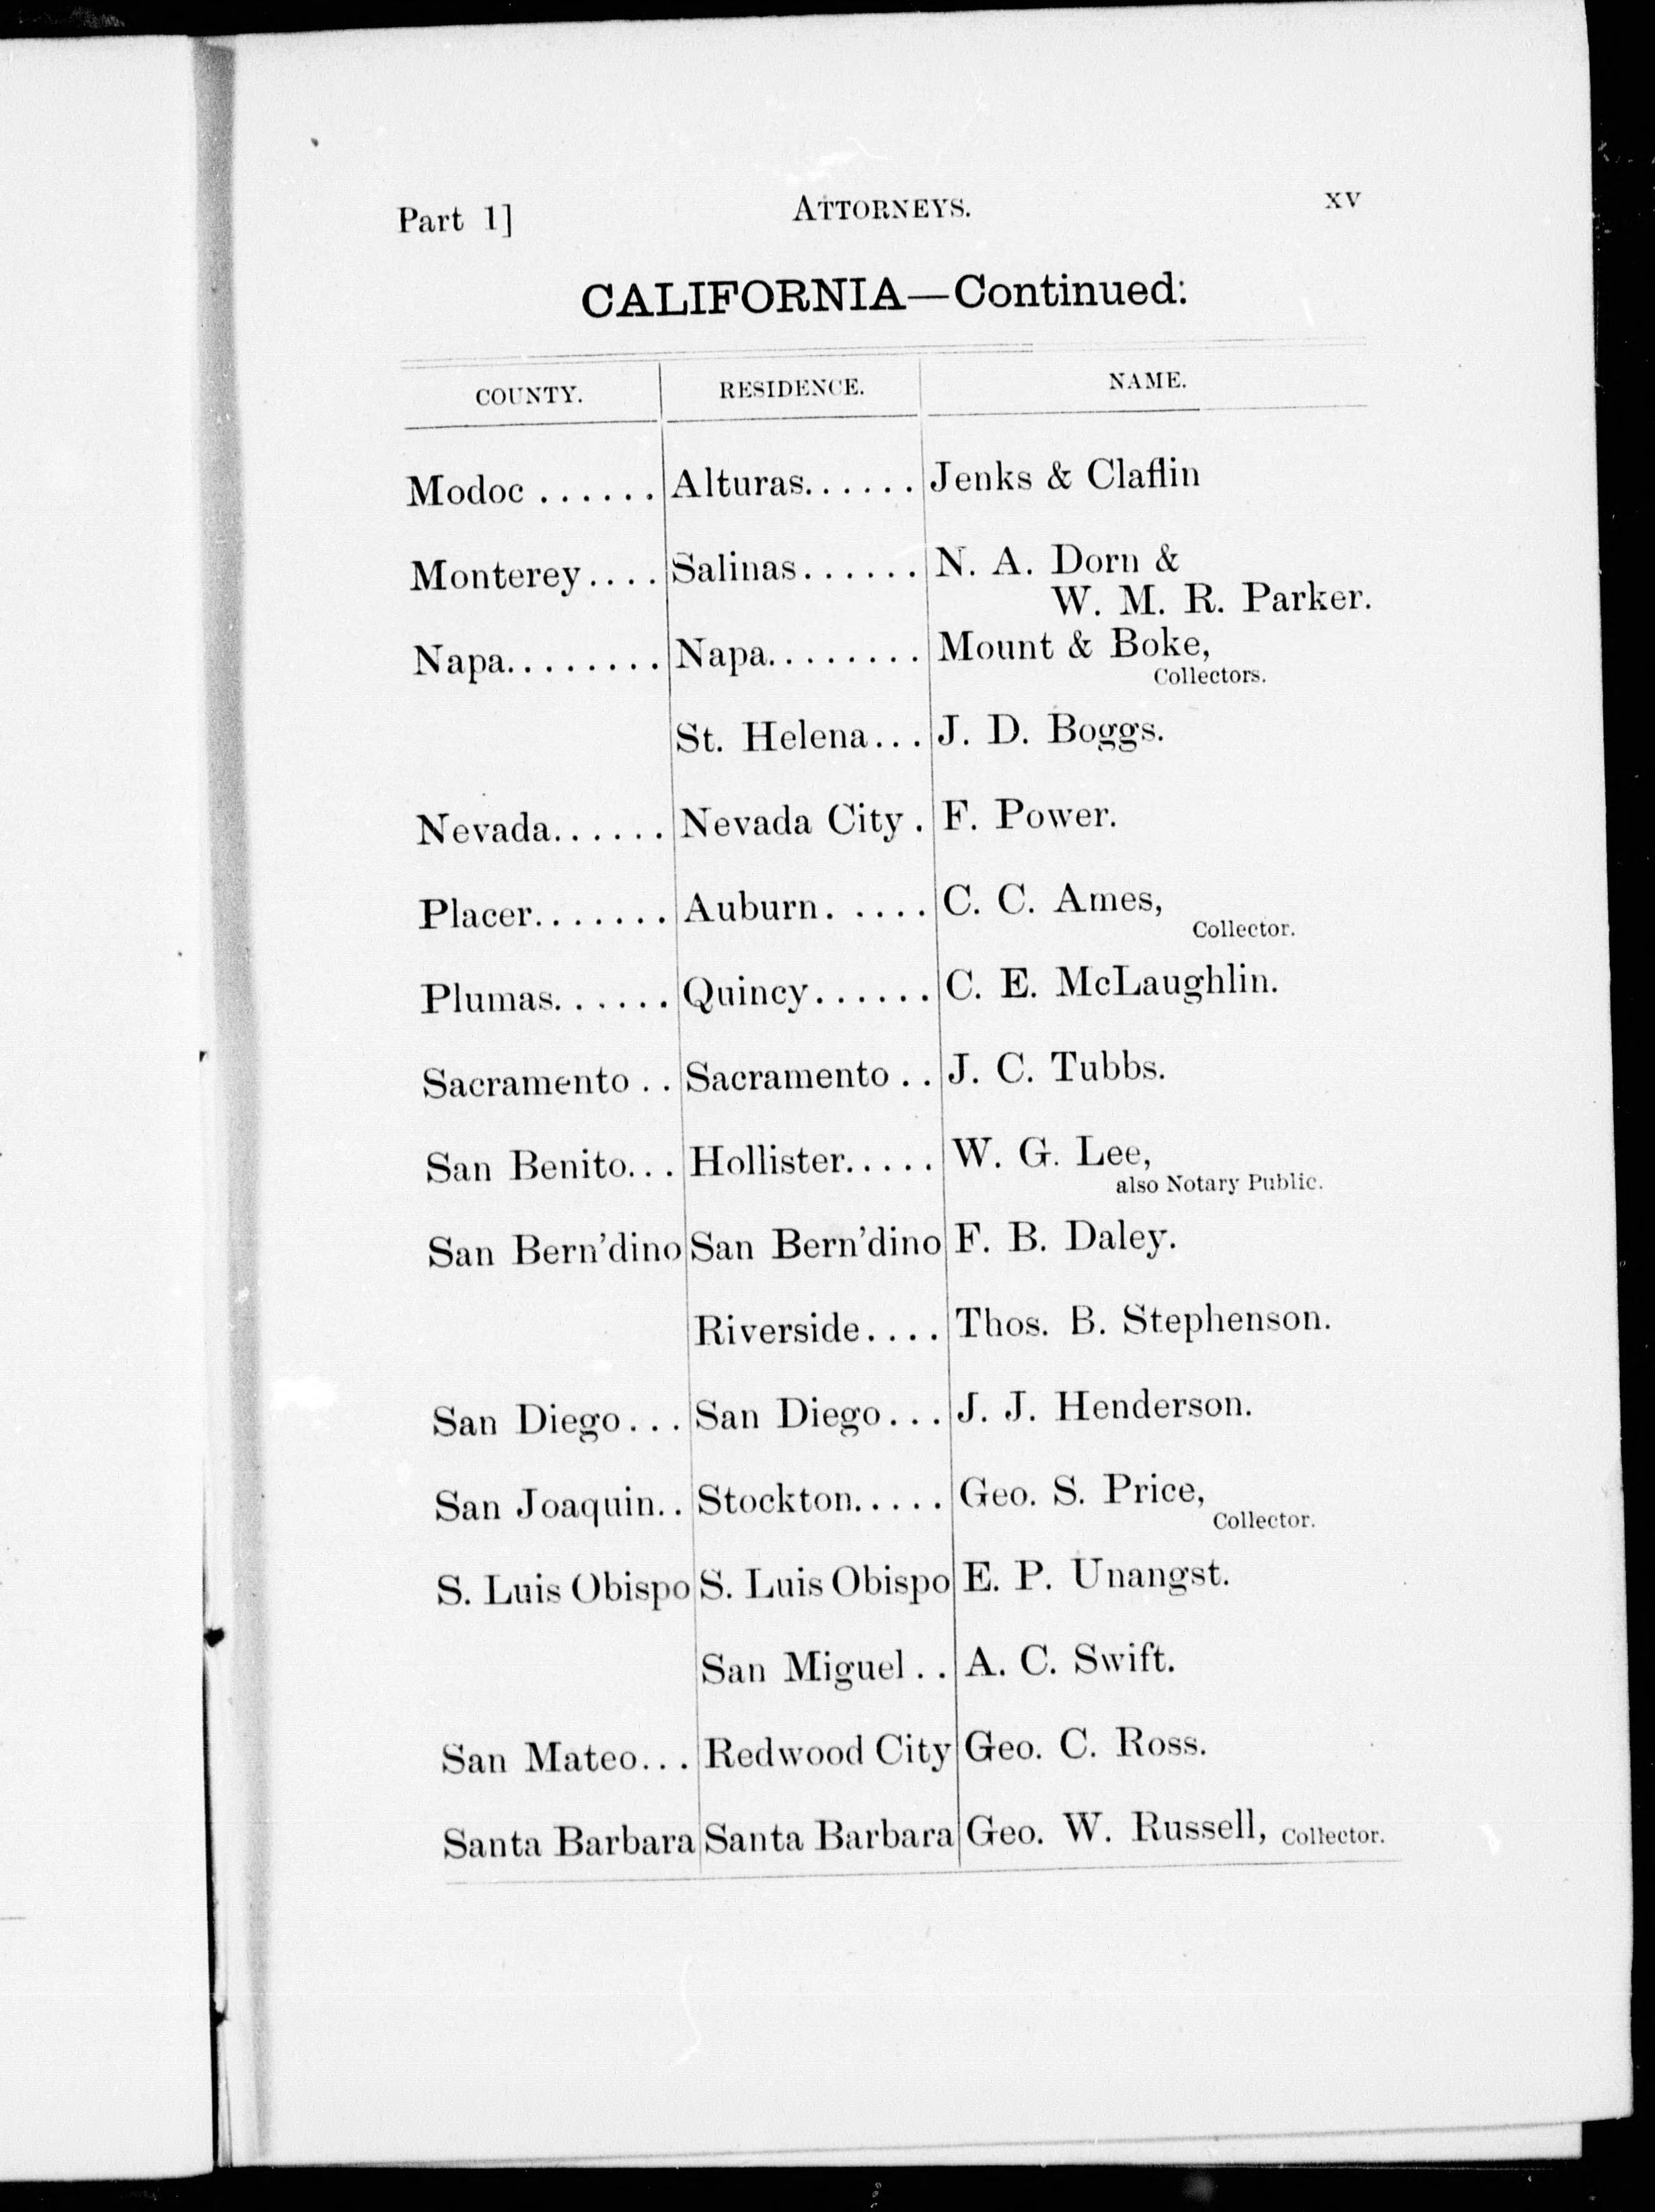 Part 1] ATTORNEYS. xv
CALIFORNIA—Continued:
COUNTY. RESIDENCE. NAME.
Modoc ...... Alturas...... Jenks & Claflin
Monterey.... Salinas...... N. A. Dorn &
W. M. R. Parker.
Napa........ Napa........ Mount & Boke,
Collectors.
St. Helena... J. D. Boggs.
Nevada...... Nevada City . F. Power.
Placer....... Auburn. ..... C. C. Ames,
Collector.
Plumas...... Quincy...... C. E. McLaughlin.
Sacramento .. Sacramento .. J. C. Tubbs.
San Benito... Hollister..... W. G. Lee,
also Notary Public.
San Bern'dino San Bern'dino F. B. Daley.
Riverside.... Thos. B. Stephenson.
San Diego... San Diego... J. J. Henderson.
San Joaquin.. Stockton..... Geo. S. Price,
Collector.
S. Luis Obispo S. Luis Obispo E. P. Unangst.
San Miguel .. A. C. Swift.
San Mateo... Redwood City Geo. C. Ross.
Santa Barbara Santa Barbara Geo. W. Russell, Collector.